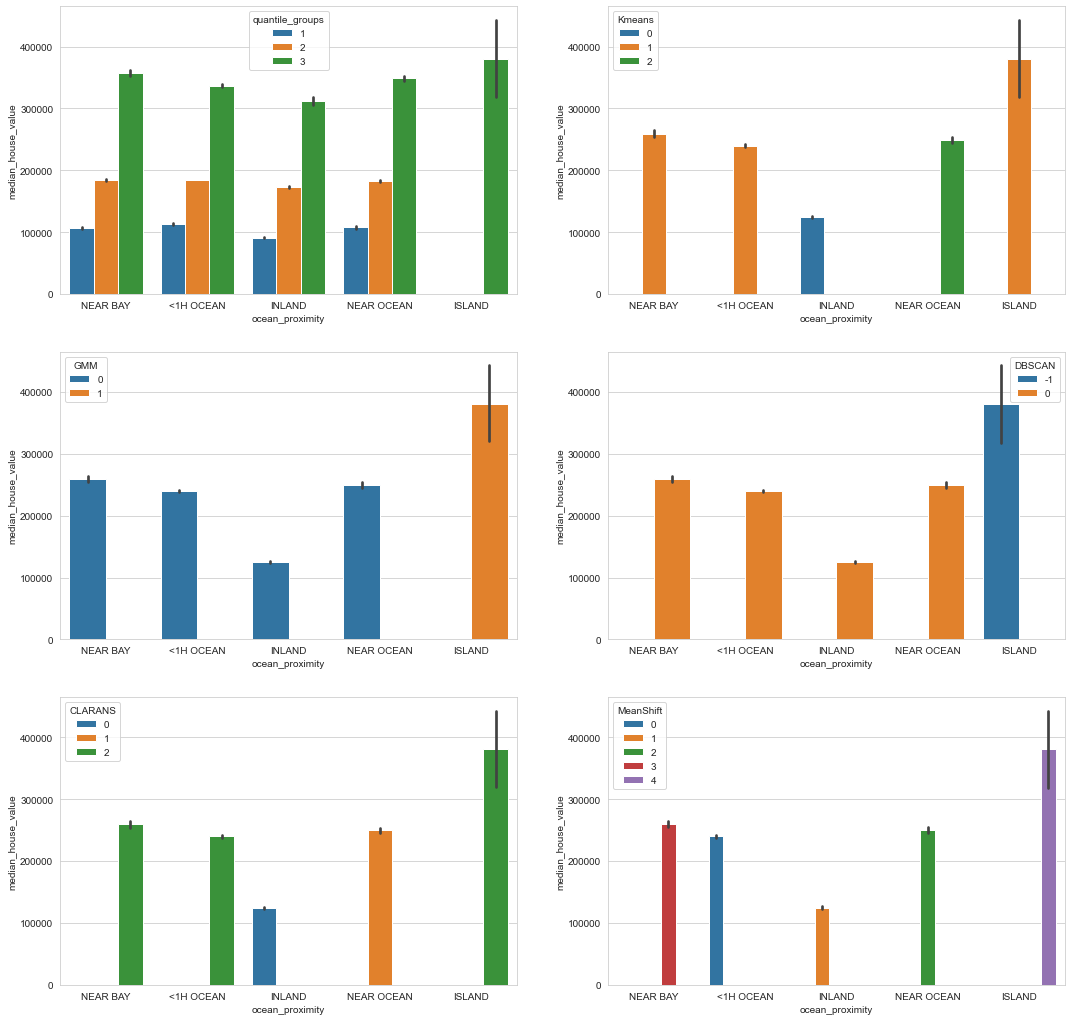 quantile_groups
1
2
3
400000
300000
200000
100000
0
median_house_value
NEAR BAY <1H OCEAN INLAND NEAR OCEAN ISLAND
ocean_proximity
Kmeans
0
1
2
400000
300000
200000
100000
0
median_house_value
NEAR BAY <1H OCEAN INLAND NEAR OCEAN ISLAND
ocean_proximity
GMM
0
1
400000
300000
200000
100000
0
median_house_value
NEAR BAY <1H OCEAN INLAND NEAR OCEAN ISLAND
ocean_proximity
DBSCAN
-1
0
400000
300000
200000
100000
0
median_house_value
NEAR BAY <1H OCEAN INLAND NEAR OCEAN ISLAND
ocean_proximity
CLARANS
0
1
2
400000
300000
200000
100000
0
median_house_value
NEAR BAY <1H OCEAN INLAND NEAR OCEAN ISLAND
ocean_proximity
MeanShift
0
1
2
3
4
400000
300000
200000
100000
0
median_house_value
NEAR BAY <1H OCEAN INLAND NEAR OCEAN ISLAND
ocean_proximity